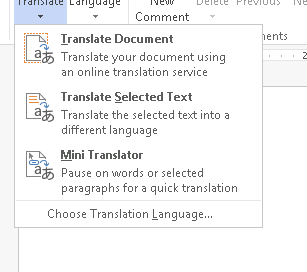 Translate Language New Delete Previous Next
Comment
Translate Document
Translate your document using
an online translation service
Translate Selected Text
Translate the selected text into a
different language
Mini Translator
Pause on words or selected
paragraphs for a quick translation
Choose Translation Language...